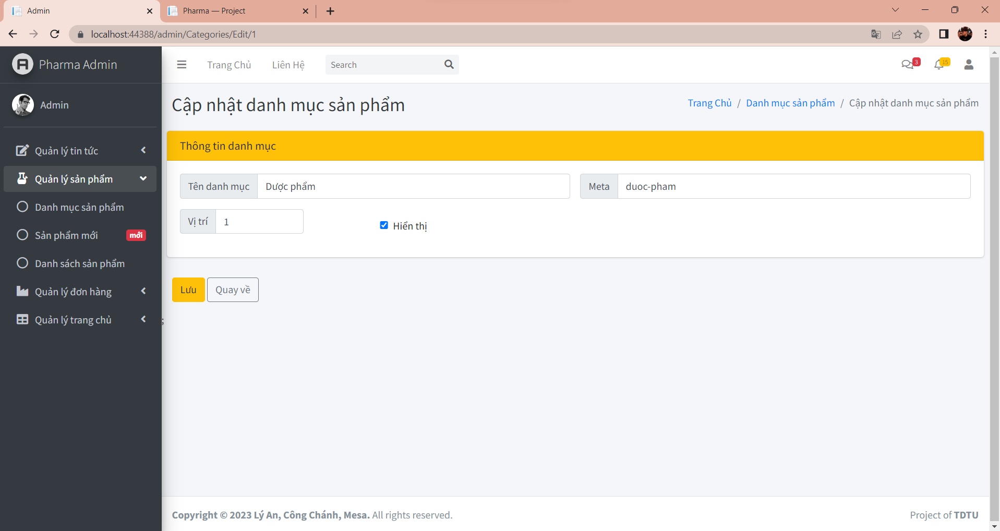 Admin
Pharma — Project
localhost:44388/admin/Categories/Edit/1
Pharma Admin
Trang Chủ
Liên Hệ
Search
3
15
Admin
Cập nhật danh mục sản phẩm
Trang Chủ / Danh mục sản phẩm / Cập nhật danh mục sản phẩm
Quản lý tin tức
Quản lý sản phẩm
Danh mục sản phẩm
Sản phẩm mới mới
Danh sách sản phẩm
Quản lý đơn hàng
Quản lý trang chủ
Thông tin danh mục
Tên danh mục Dược phẩm
Meta duoc-pham
Vị trí 1
Hiển thị
Lưu
Quay về
;
Copyright © 2023 Lý An, Công Chánh, Mesa. All rights reserved.
Project of TDTU